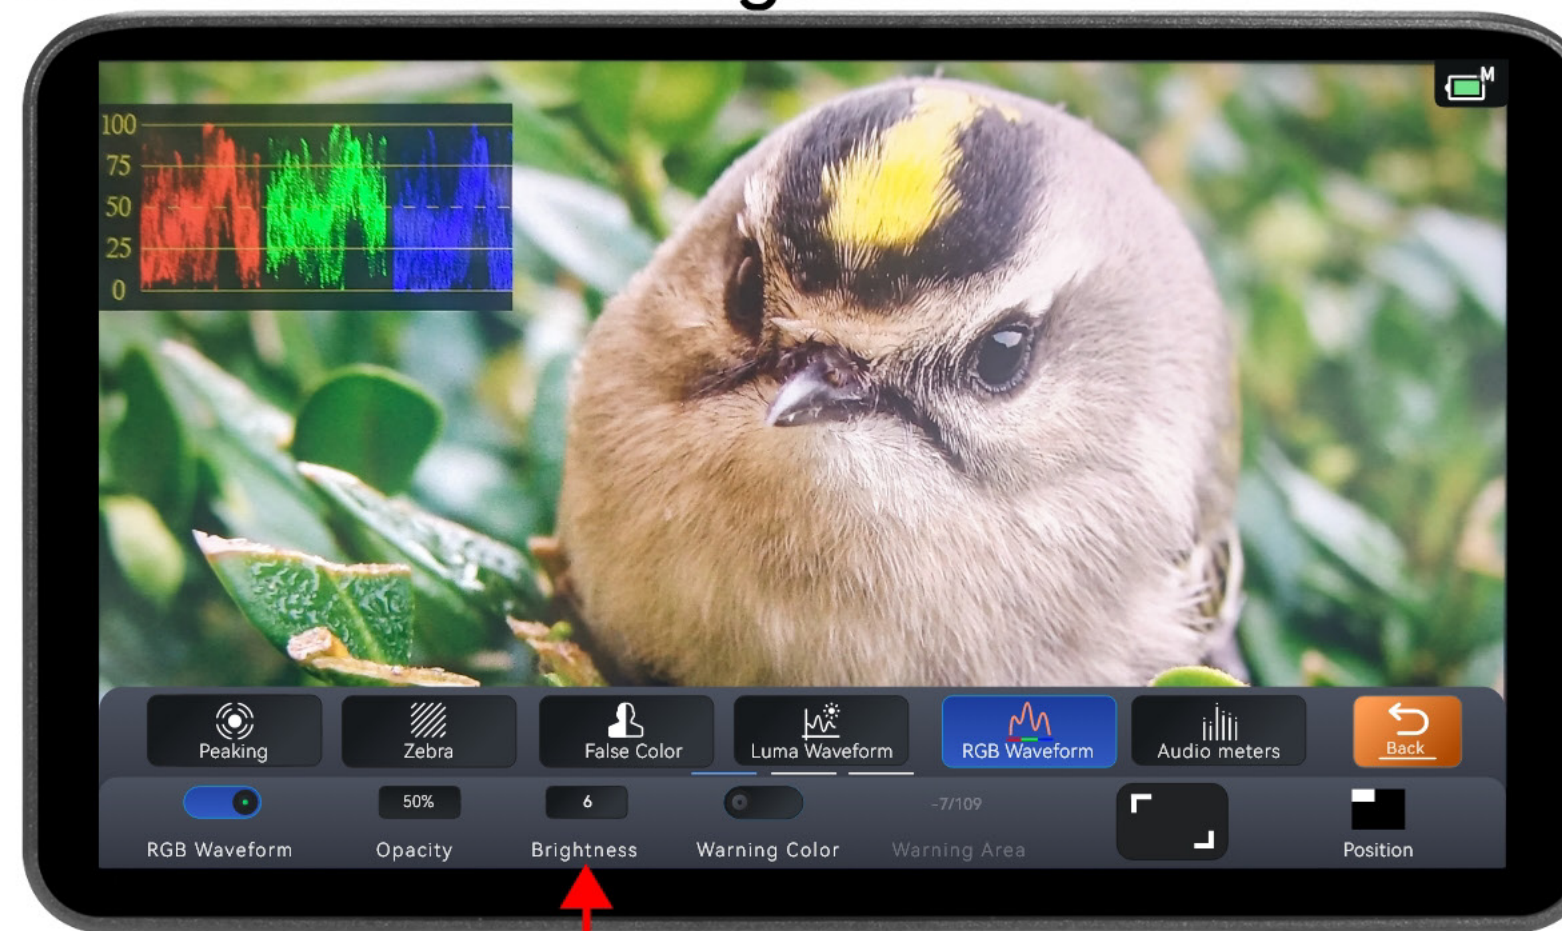 M
100
75
50
25
0
Peaking
Zebra
False Color
Luma Waveform
RGB Waveform
Audio meters
Back
50%
6
-7/109
RGB Waveform
Opacity
Brightness
Warning Color
Warning Area
Position